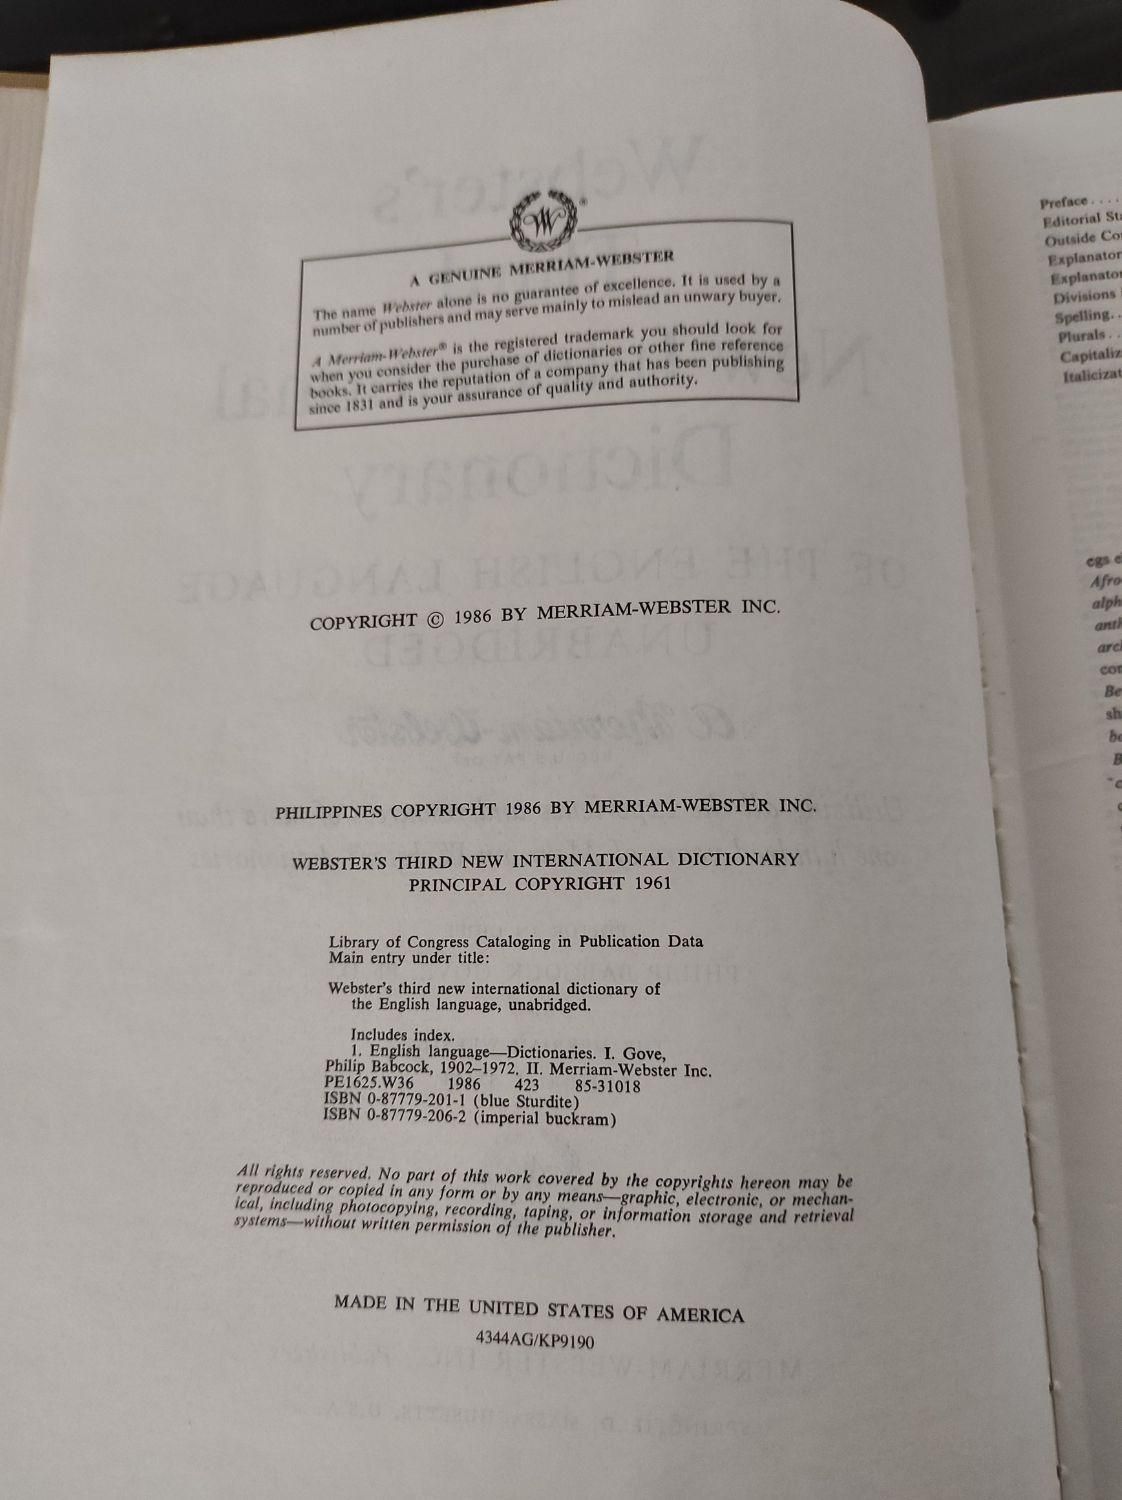 A GENUINE MERRIAM-WEBSTER
The name Webster alone is no guarantee of excellence. It is used by a
number of publishers and may serve mainly to mislead an unwary buyer.
A Merriam-Webster® is the registered trademark you should look for
when you consider the purchase of dictionaries or other fine reference
books. It carries the reputation of a company that has been publishing
since 1831 and is your assurance of quality and authority.
COPYRIGHT © 1986 BY MERRIAM-WEBSTER INC.
PHILIPPINES COPYRIGHT 1986 BY MERRIAM-WEBSTER INC.
WEBSTER'S THIRD NEW INTERNATIONAL DICTIONARY
PRINCIPAL COPYRIGHT 1961
Library of Congress Cataloging in Publication Data
Main entry under title:
Webster's third new international dictionary of
the English language, unabridged.
Includes index.
1. English language—Dictionaries. I. Gove,
Philip Babcock, 1902–1972. II. Merriam-Webster Inc.
PE1625.W36 1986 423 85-31018
ISBN 0-87779-201-1 (blue Sturdite)
ISBN 0-87779-206-2 (imperial buckram)
All rights reserved. No part of this work covered by the copyrights hereon may be
reproduced or copied in any form or by any means—graphic, electronic, or mechan-
ical, including photocopying, recording, taping, or information storage and retrieval
systems—without written permission of the publisher.
MADE IN THE UNITED STATES OF AMERICA
4344AG/KP9190
Preface . . . .
Editorial
Outside
Divisions
Spelling. .
Plurals . .